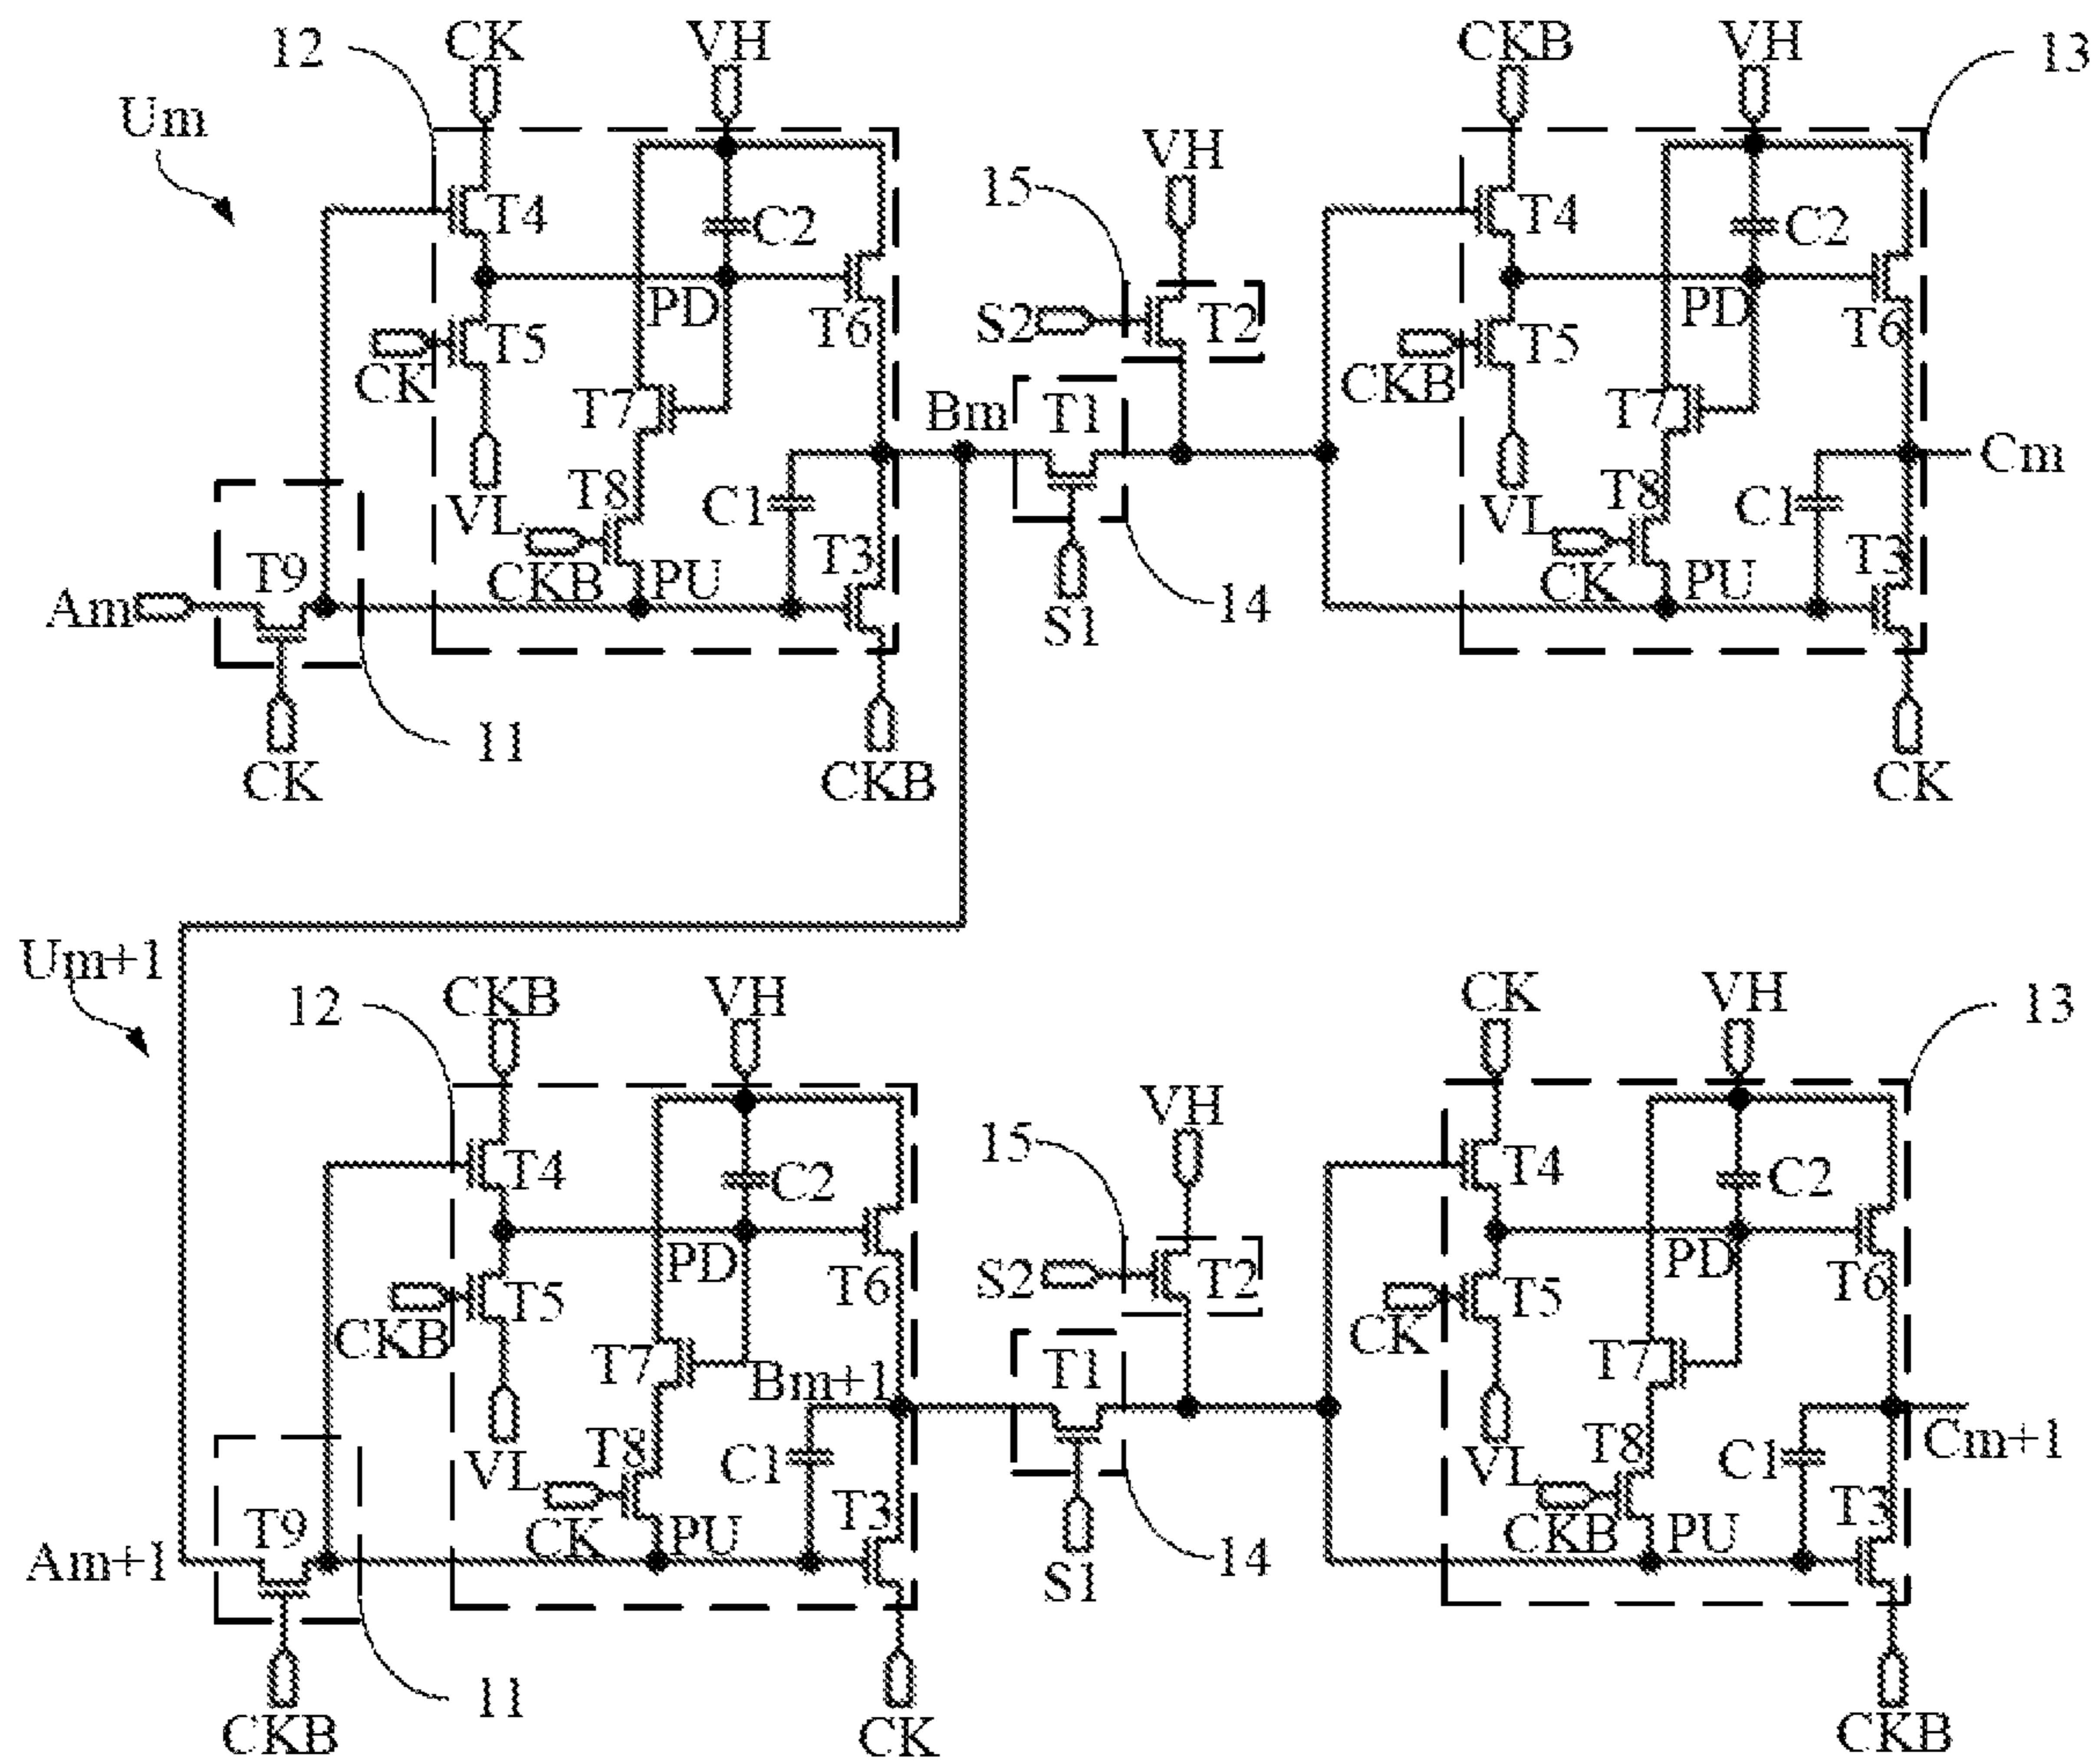 CK
VH
CKB
VH
12
13
Um
VH
15
T4
C2
T4
C2
PD
S2
T2
PD
T6
T6
T5
T5
CK
CKB
T7
Bm
T1
T7
Cm
VL
T8
C1
VL
T8
C1
T9
T3
T3
CKB
PU
CK
PU
Am
S1
14
11
CK
CKB
CK
Um+1
CKB
VH
CK
VH
12
13
VH
15
T4
C2
T4
C2
PD
S2
T2
PD
T6
T6
T5
T5
CKB
CK
T7
Bm+1
T1
T7
VL
T8
C1
VL
T8
C1
Cm+1
T9
T3
T3
CK
PU
CKB
PU
Am+1
S1
14
11
CKB
CK
CKB